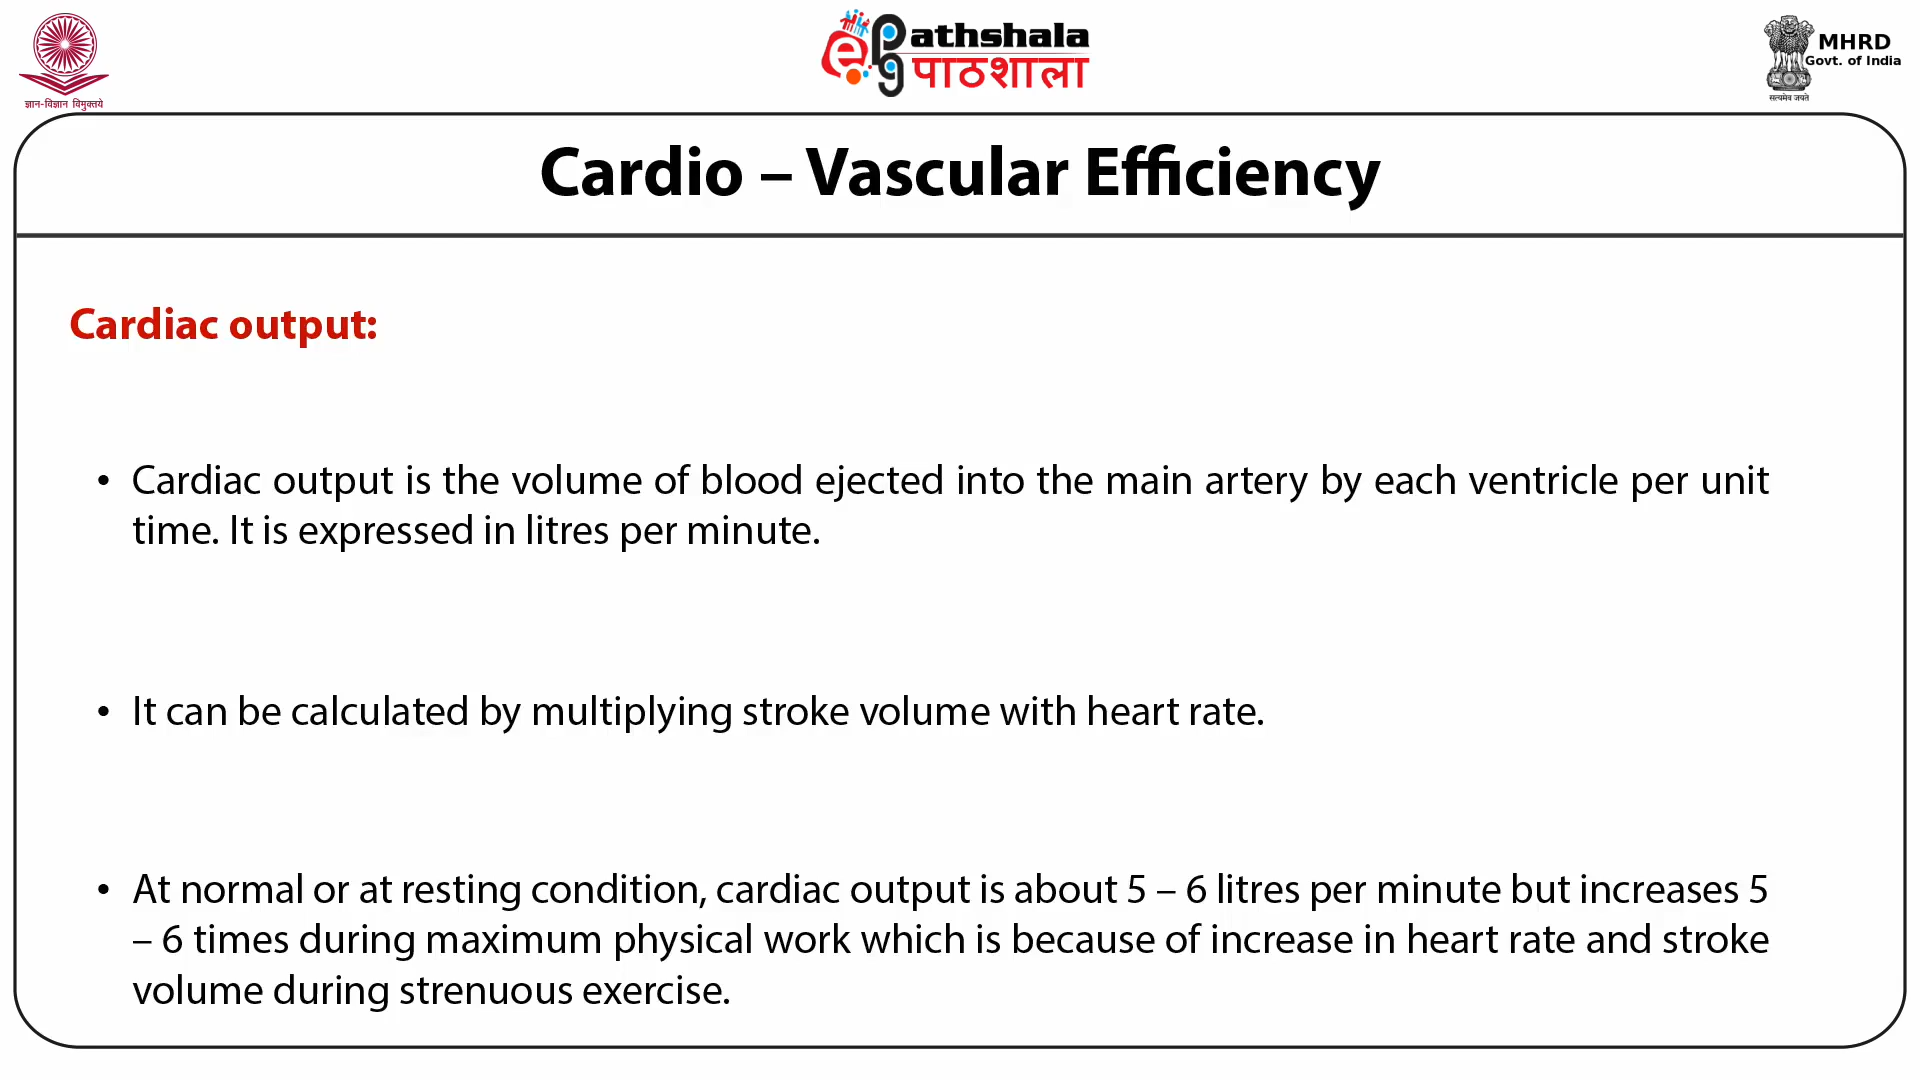 ज्ञान-विज्ञान विमुक्तये
e pg Pathshala
पाठशाला
MHRD
Govt. of India
सत्यमेव जयते
Cardio – Vascular Efficiency
Cardiac output:
• Cardiac output is the volume of blood ejected into the main artery by each ventricle per unit
time. It is expressed in litres per minute.
• It can be calculated by multiplying stroke volume with heart rate.
• At normal or at resting condition, cardiac output is about 5 – 6 litres per minute but increases 5
– 6 times during maximum physical work which is because of increase in heart rate and stroke
volume during strenuous exercise.